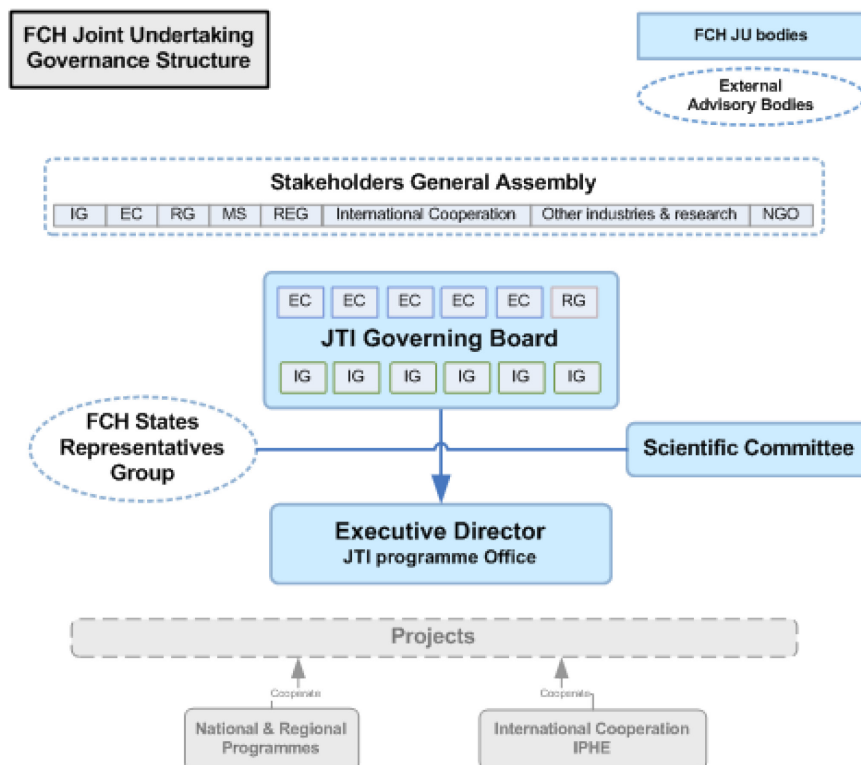 FCH Joint Undertaking
Governance Structure
FCH JU bodies
External
Advisory Bodies
Stakeholders General Assembly
IG EC RG MS REG International Cooperation Other industries & research NGO
EC EC EC EC EC RG
JTI Governing Board
IG IG IG IG IG IG
FCH States
Representatives
Group
Scientific Committee
Executive Director
JTI programme Office
Projects
Cooperate Cooperate
National & Regional
Programmes
International Cooperation
IPHE